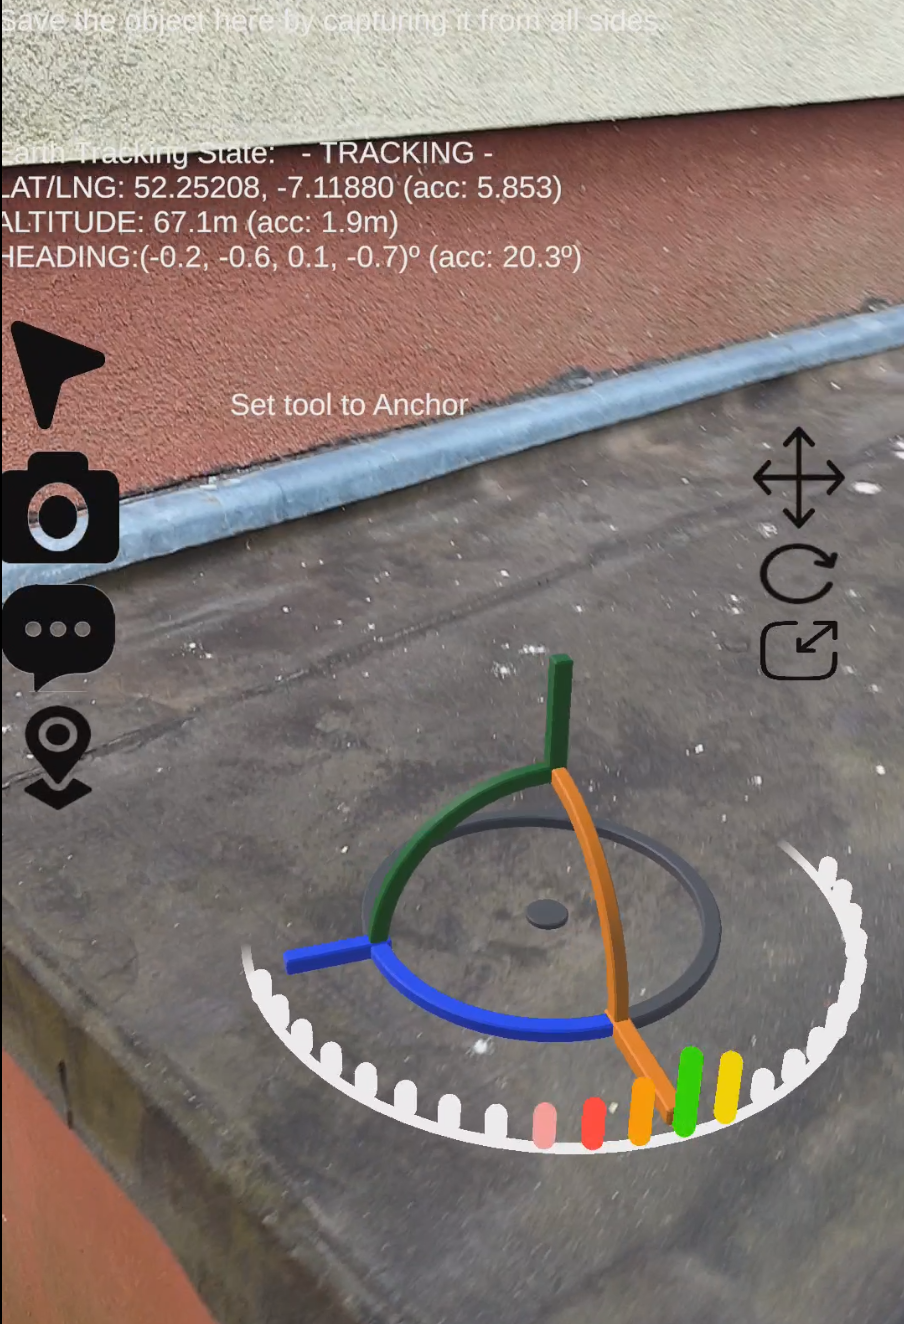 Save the object here by capturing it from all sides.
Earth Tracking State:   - TRACKING -
LAT/LNG: 52.25208, -7.11880 (acc: 5.853)
ALTITUDE: 67.1m (acc: 1.9m)
HEADING:(-0.2, -0.6, 0.1, -0.7)º (acc: 20.3º)
Set tool to Anchor